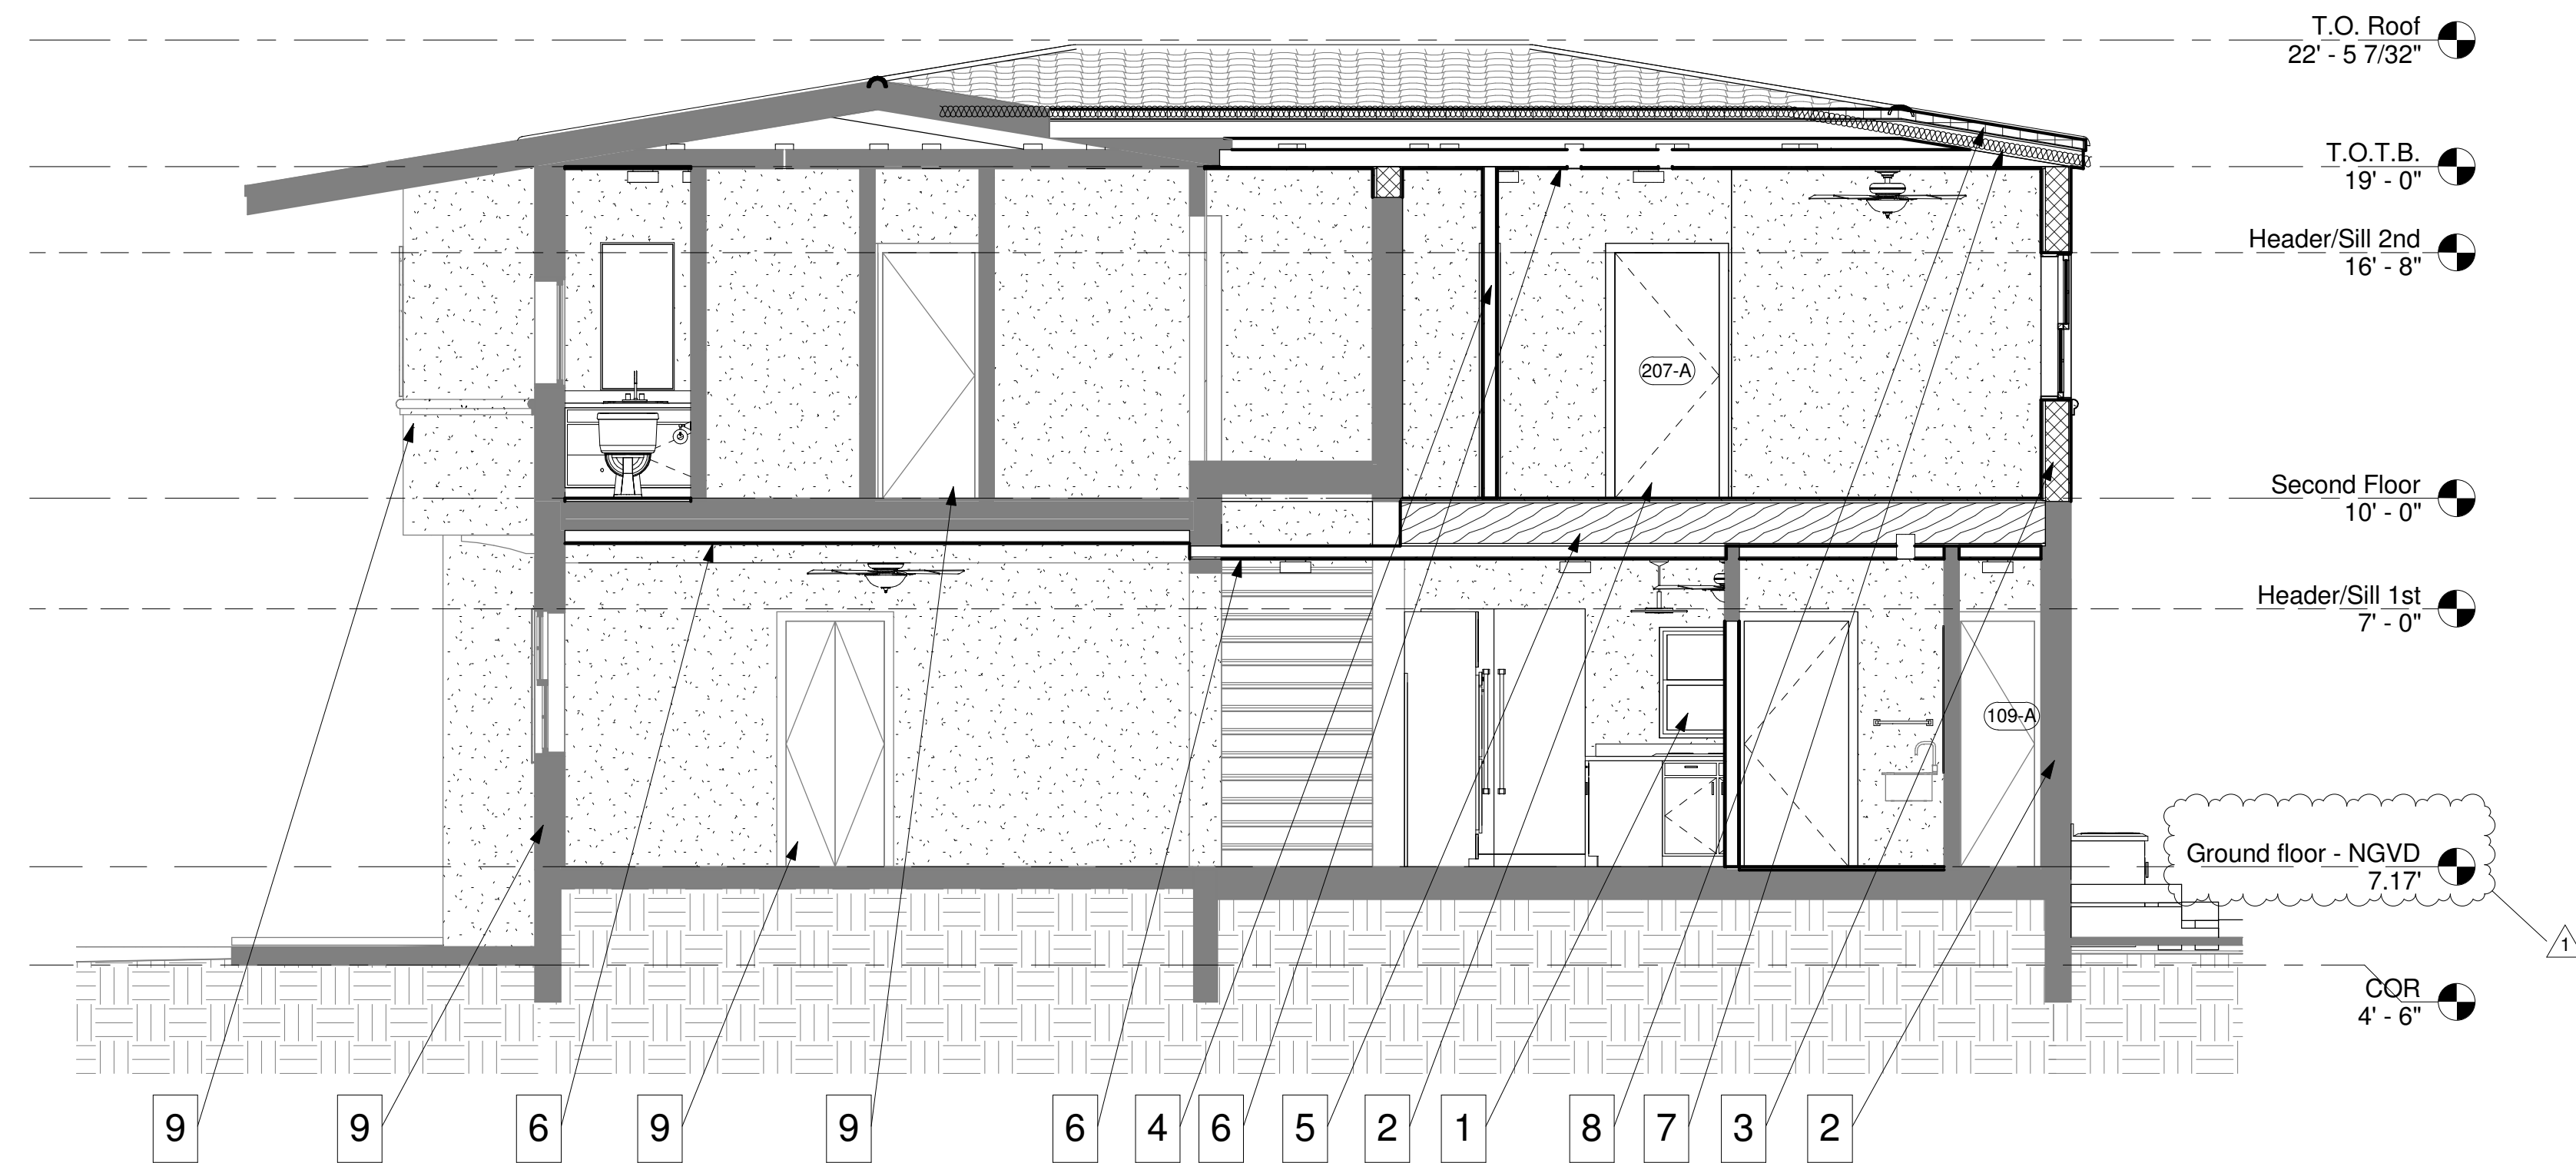 T.O. Roof
22' - 5 7/32"
T.O.T.B.
19' - 0"
Header/Sill 2nd
16' - 8"
207-A
Second Floor
10' - 0"
Header/Sill 1st
7' - 0"
109-A
Ground floor - NGVD
7.17'
1
COR
4' - 6"
9 9 6 9 9 6 4 6 5 2 1 8 7 3 2